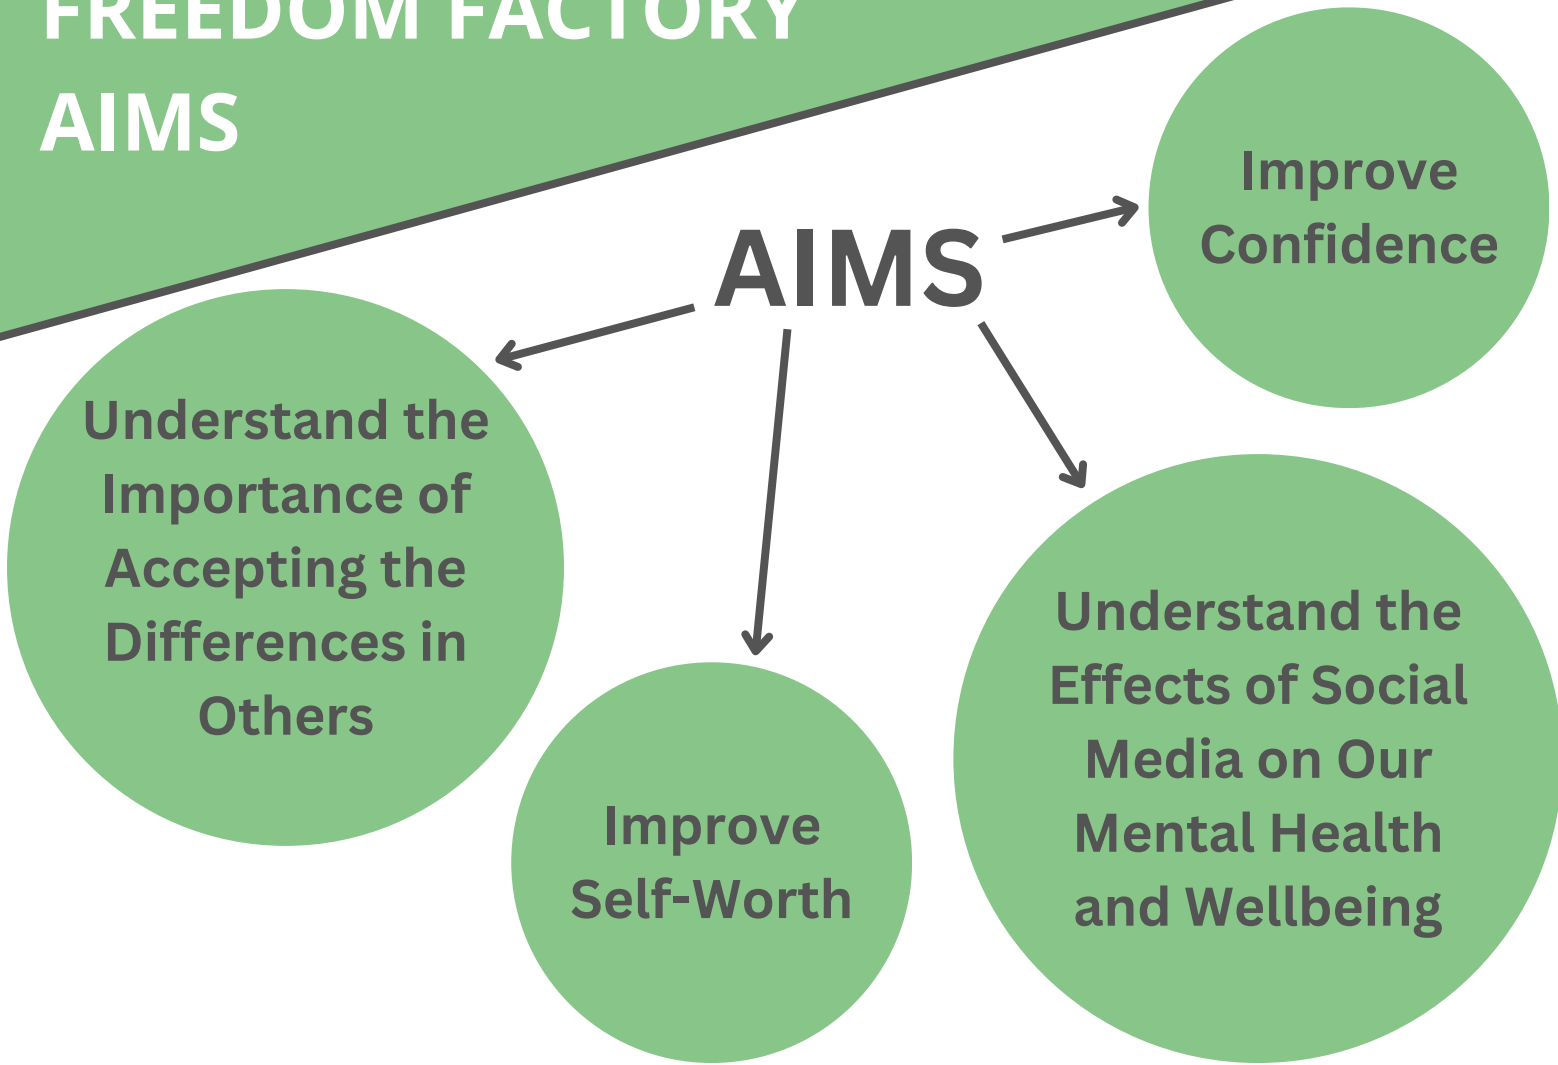 FREEDOM FACTORY
AIMS
AIMS
Improve
Confidence
Understand the
Importance of
Accepting the
Differences in
Others
Improve
Self-Worth
Understand the
Effects of Social
Media on Our
Mental Health
and Wellbeing